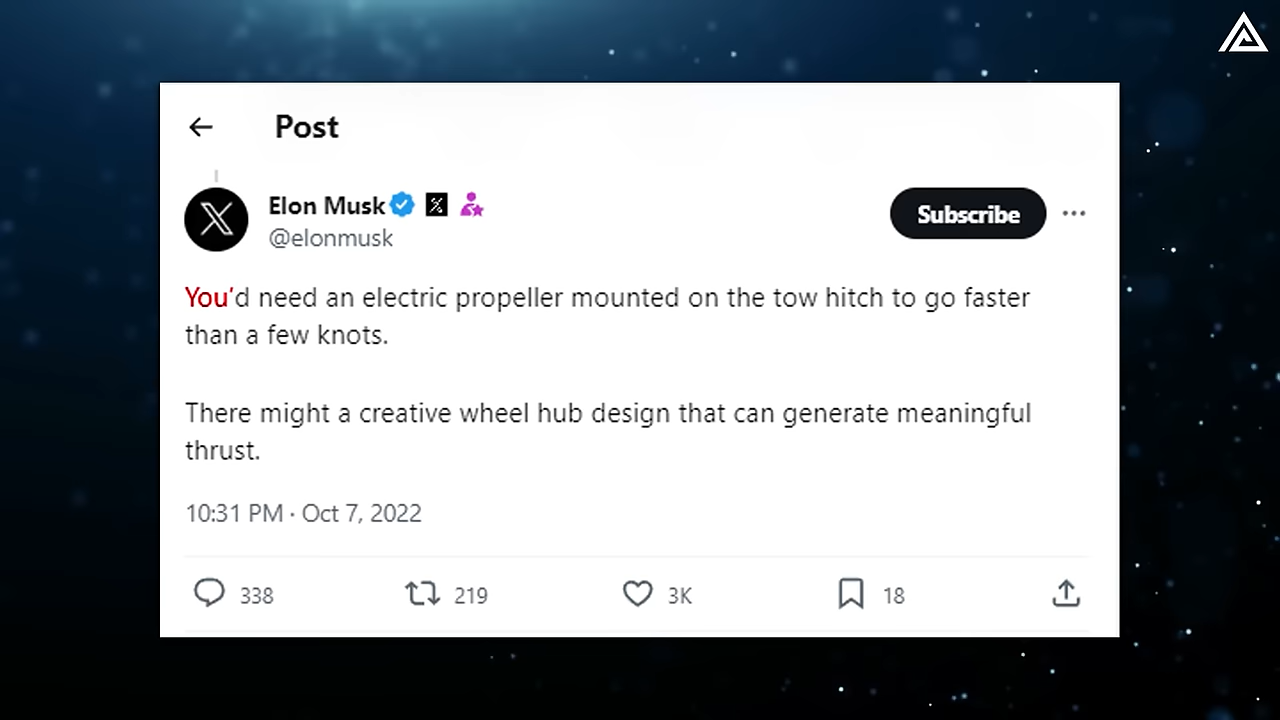 Post
Elon Musk
Subscribe
@elonmusk
You'd need an electric propeller mounted on the tow hitch to go faster
than a few knots.
There might a creative wheel hub design that can generate meaningful
thrust.
10:31 PM · Oct 7, 2022
338 219 3K 18